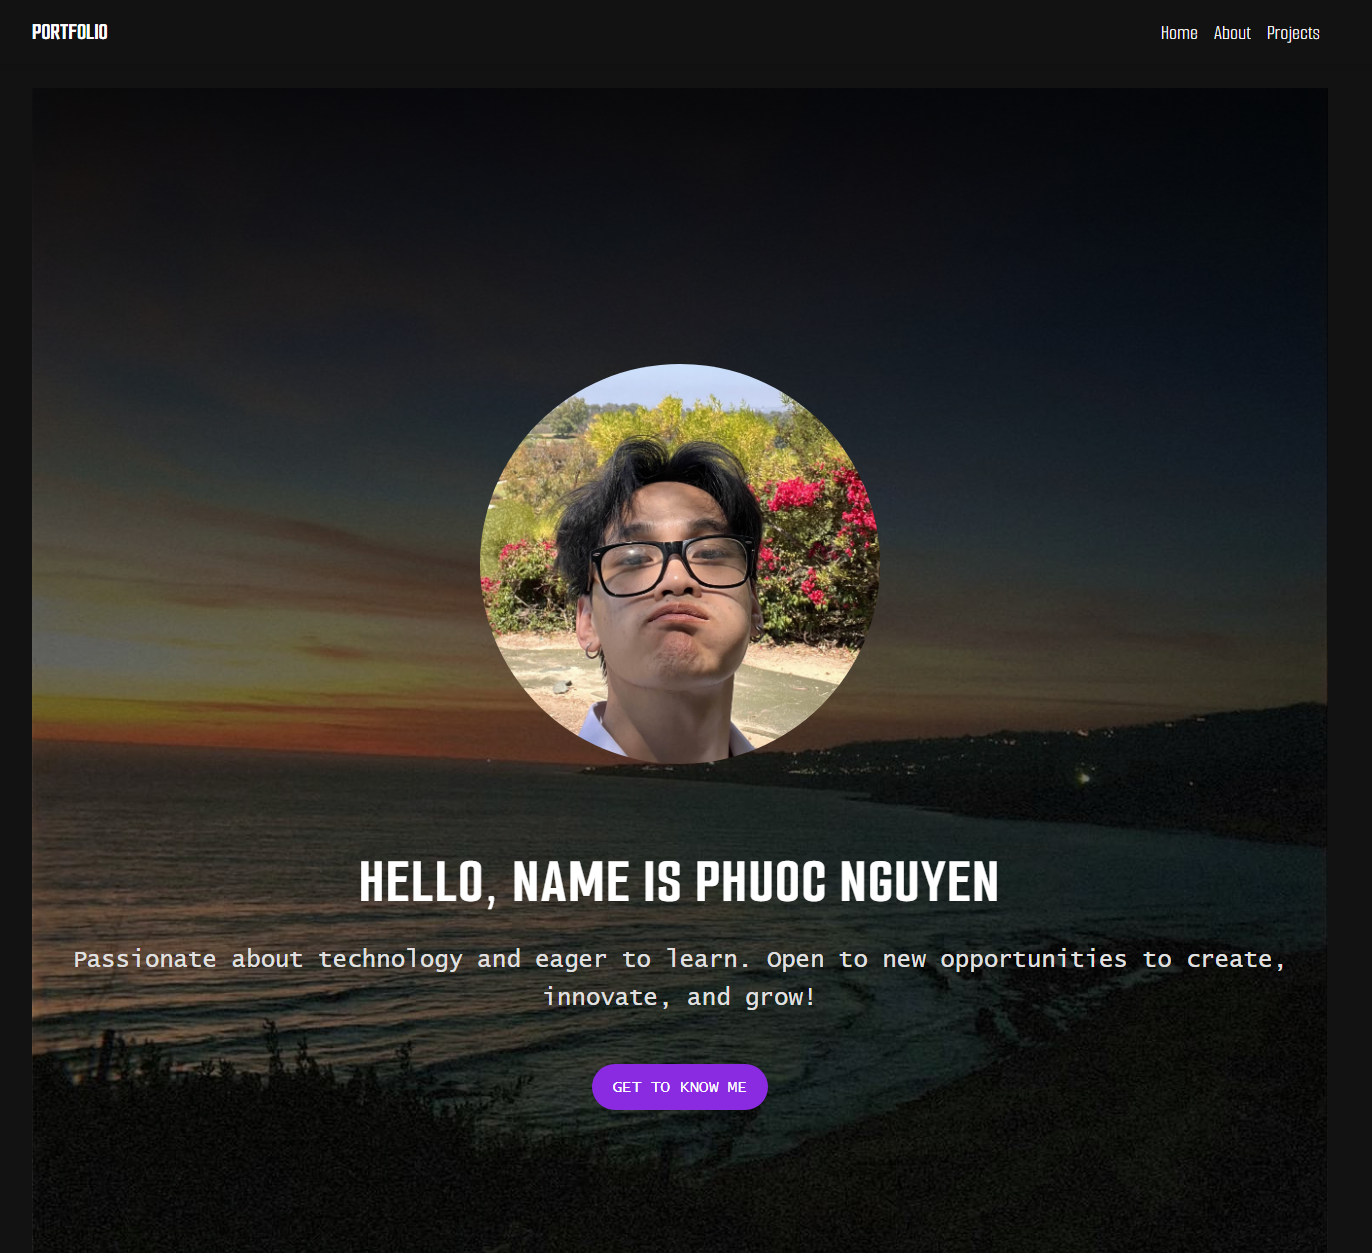 PORTFOLIO
Home About Projects
HELLO, NAME IS PHUOC NGUYEN
Passionate about technology and eager to learn. Open to new opportunities to create,
innovate, and grow!
GET TO KNOW ME